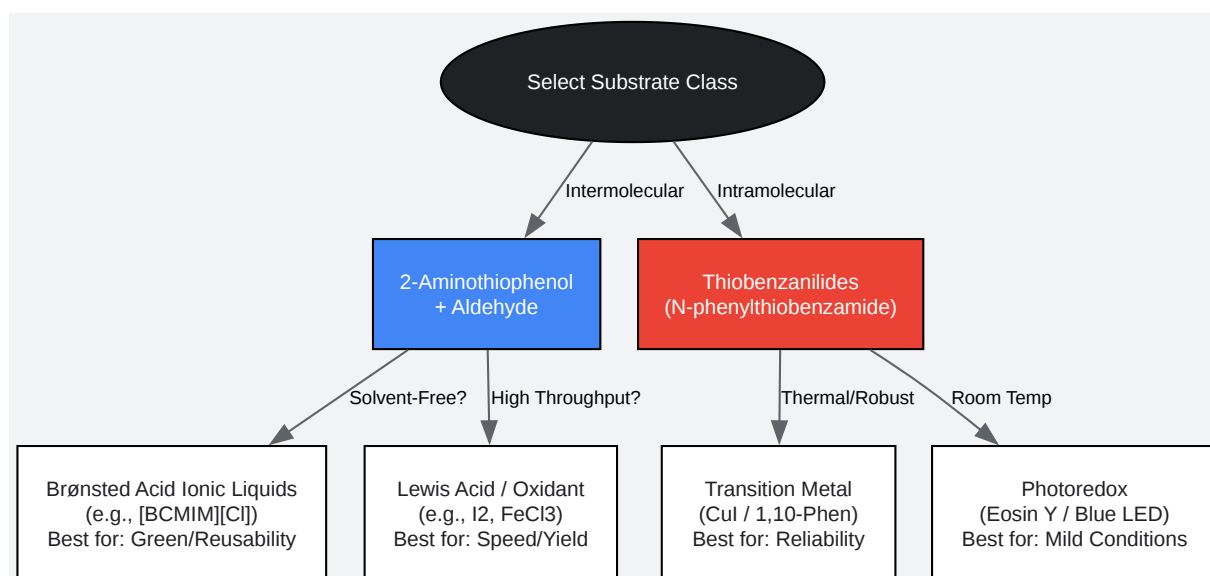 Select Substrate Class
Intermolecular
Intramolecular
2-Aminothiophenol
+ Aldehyde
Thiobenzanilides
(N-phenylthiobenzamide)
Solvent-Free?
High Throughput?
Thermal/Robust
Room Temp
Brønsted Acid Ionic Liquids
(e.g., [BCMIM][Cl])
Best for: Green/Reusability
Lewis Acid / Oxidant
(e.g., I2, FeCl3)
Best for: Speed/Yield
Transition Metal
(CuI / 1,10-Phen)
Best for: Reliability
Photoredox
(Eosin Y / Blue LED)
Best for: Mild Conditions